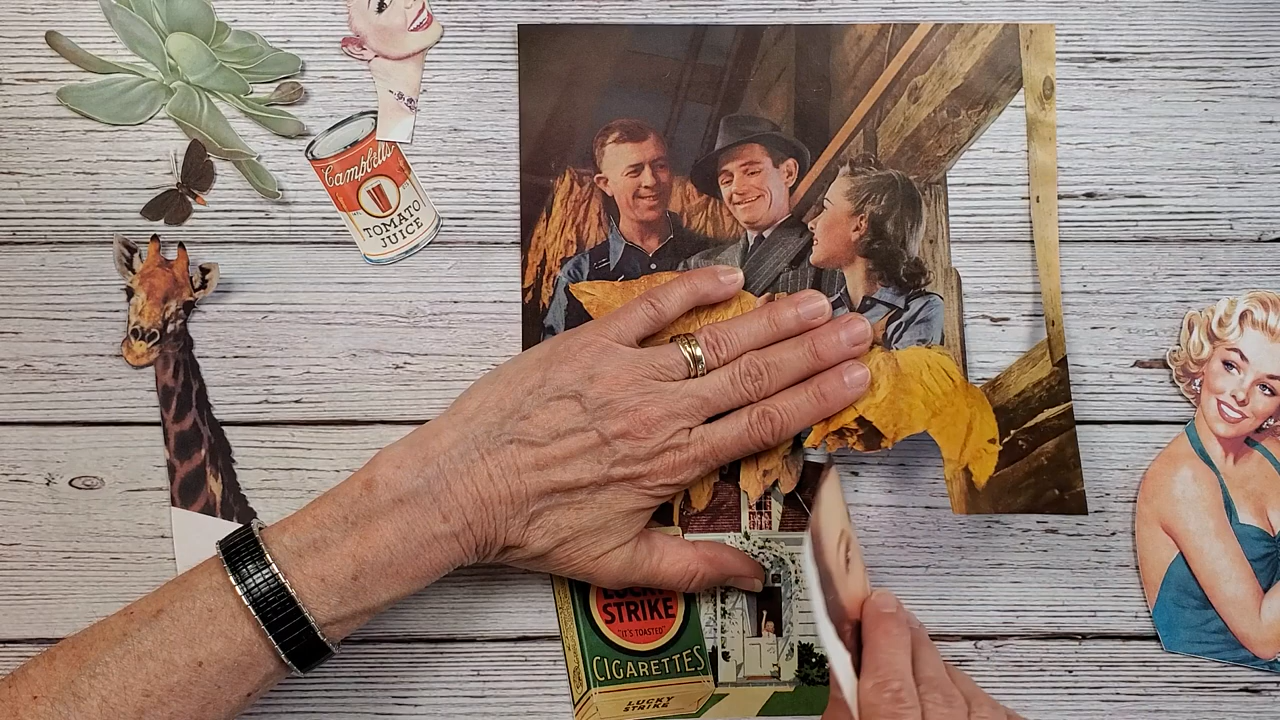 Campbell's
TOMATO
JUICE
LUCKY
STRIKE
"IT'S TOASTED"
CIGARETTES
LUCKY
STRIKE